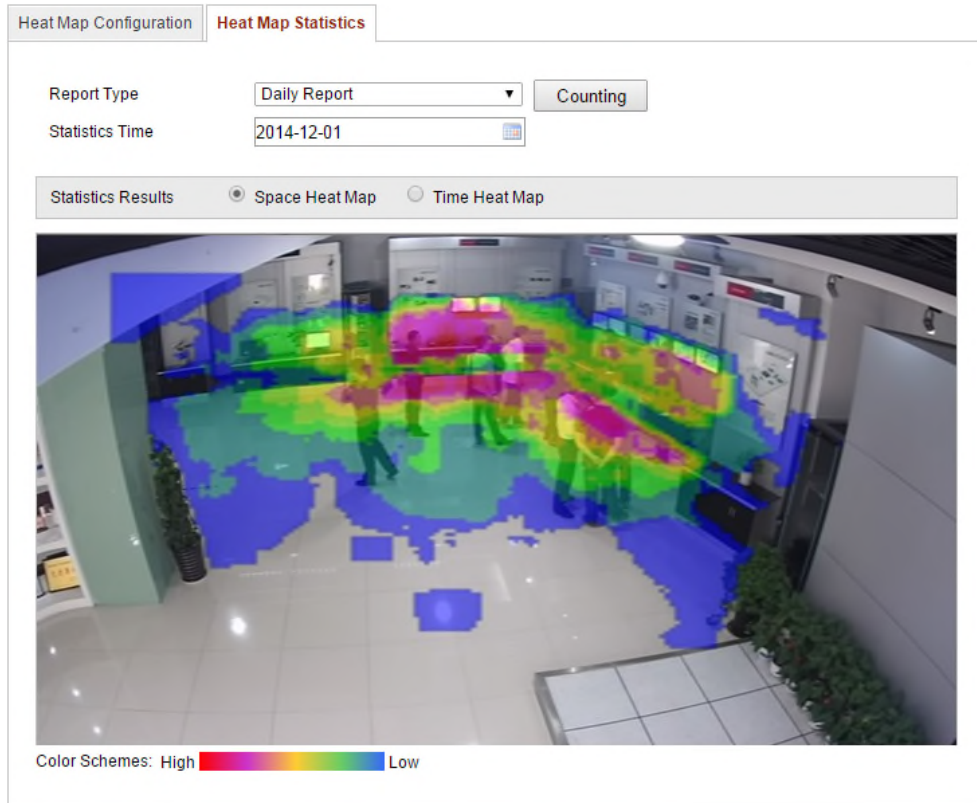 Heat Map Configuration
Heat Map Statistics
Report Type
Daily Report
Counting
Statistics Time
2014-12-01
Statistics Results
Space Heat Map
Time Heat Map
Color Schemes: High
Low